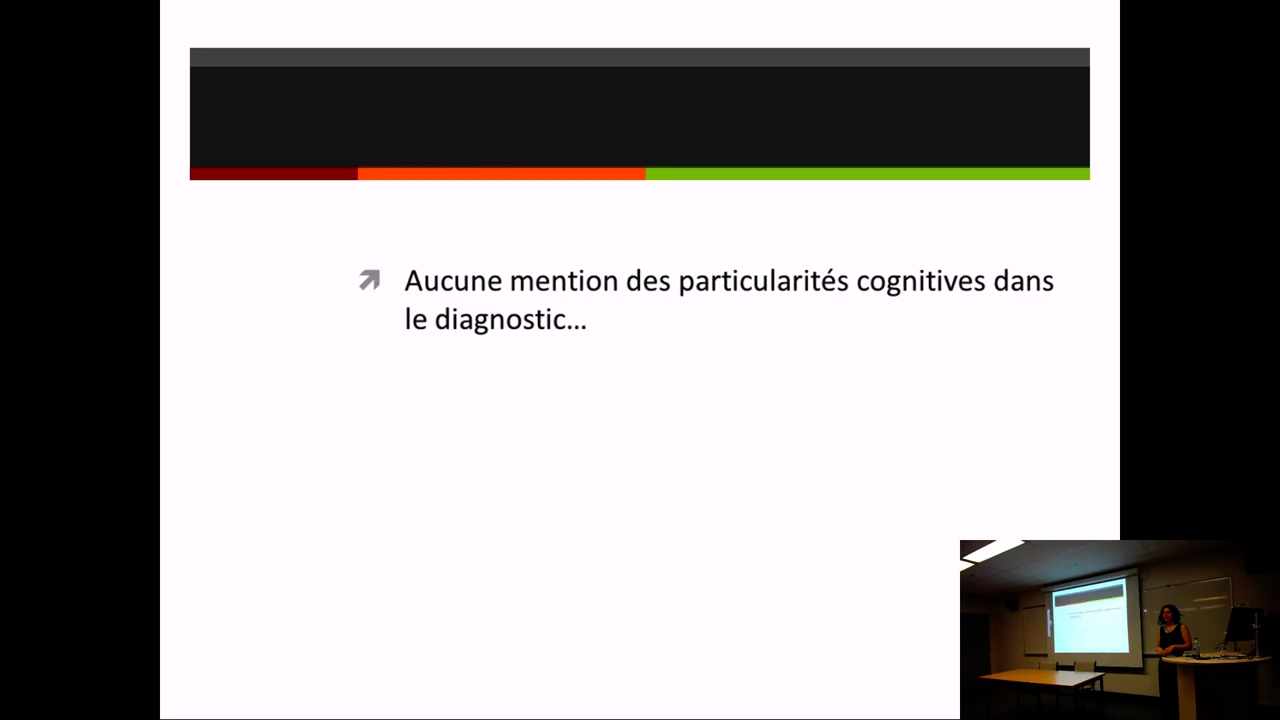 Aucune mention des particularités cognitives dans
le diagnostic...